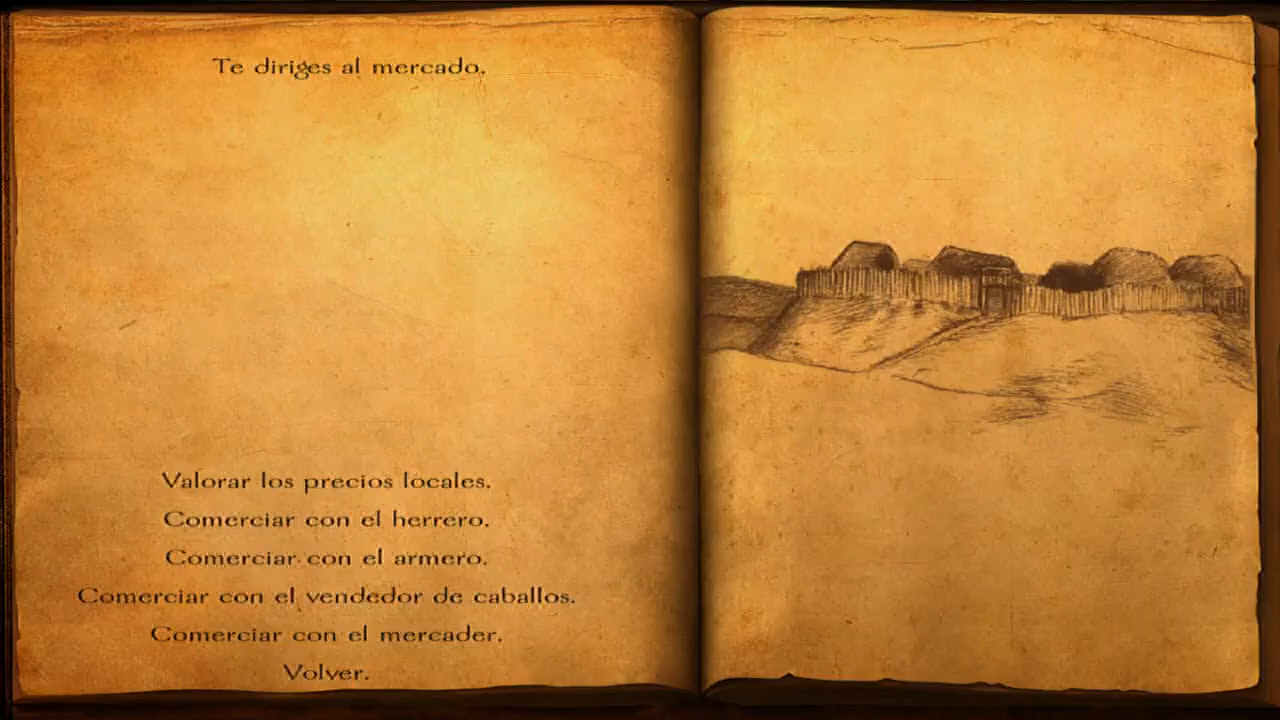 Te diriges al mercado.
Valorar los precios locales.
Comerciar con el herrero.
Comerciar con el armero.
Comerciar con el vendedor de caballos.
Comerciar con el mercader.
Volver.